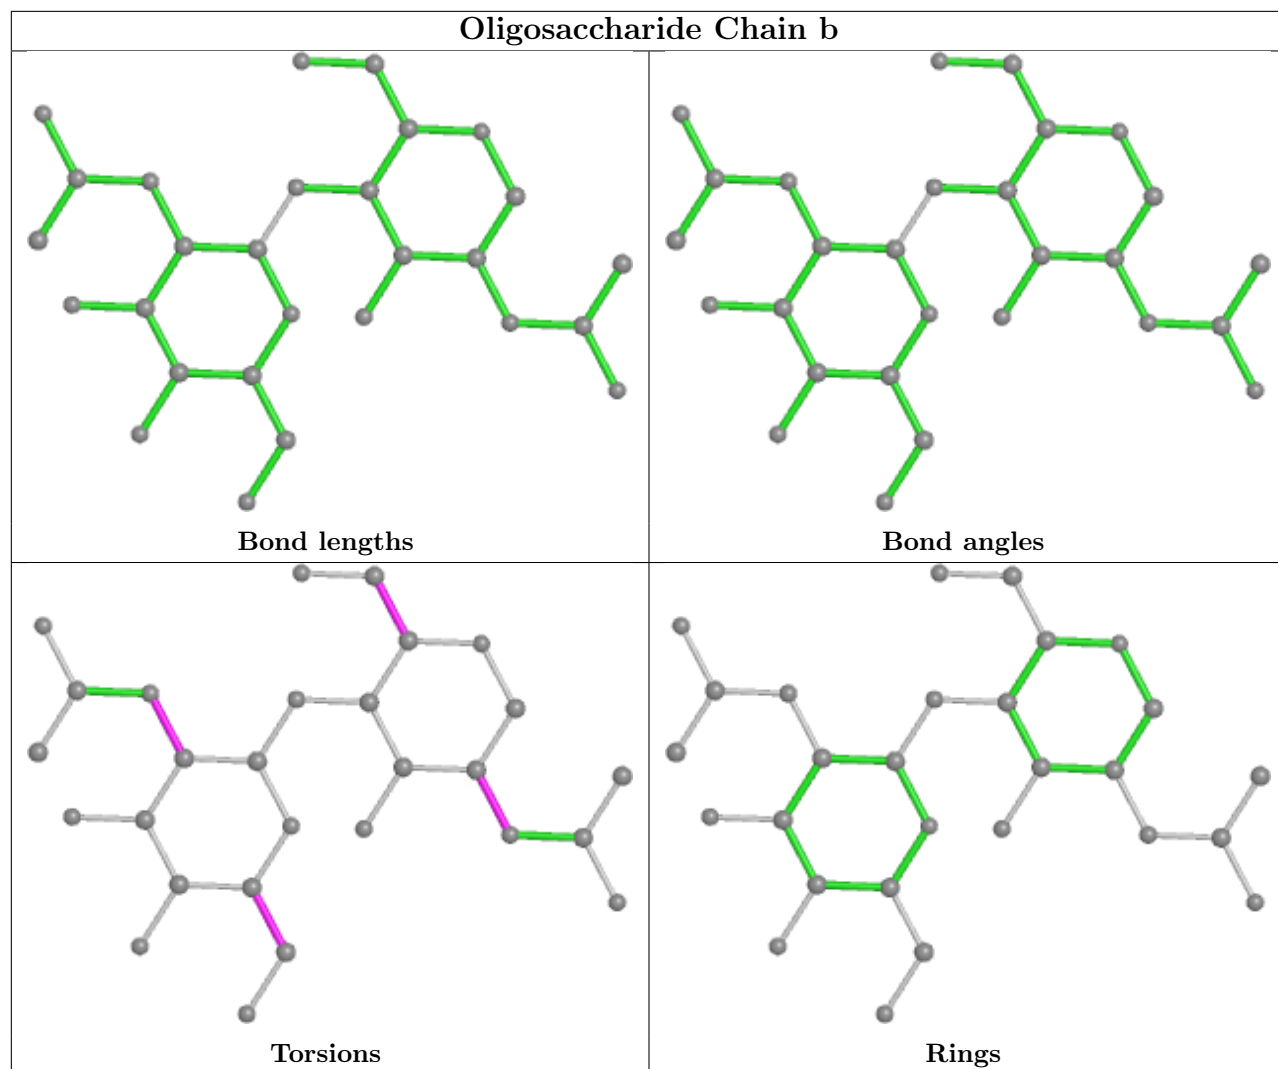 Oligosaccharide Chain b
Bond lengths
Bond angles
Torsions
Rings